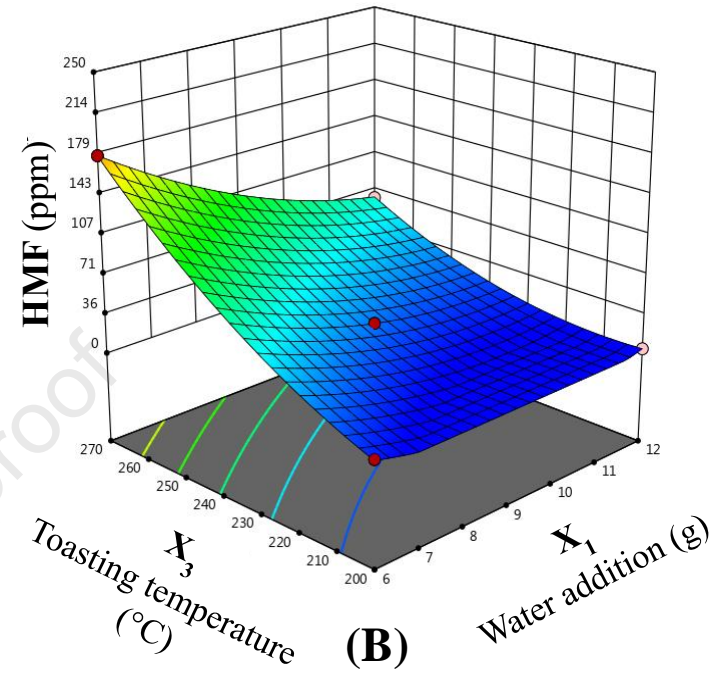 250
214
179
143
107
71
36
0
HMF (ppm)
270
260
250
240
230
220
210
200
6
7
8
9
10
11
12
X3
Toasting temperature
(°C)
X1
Water addition (g)
(B)
roof